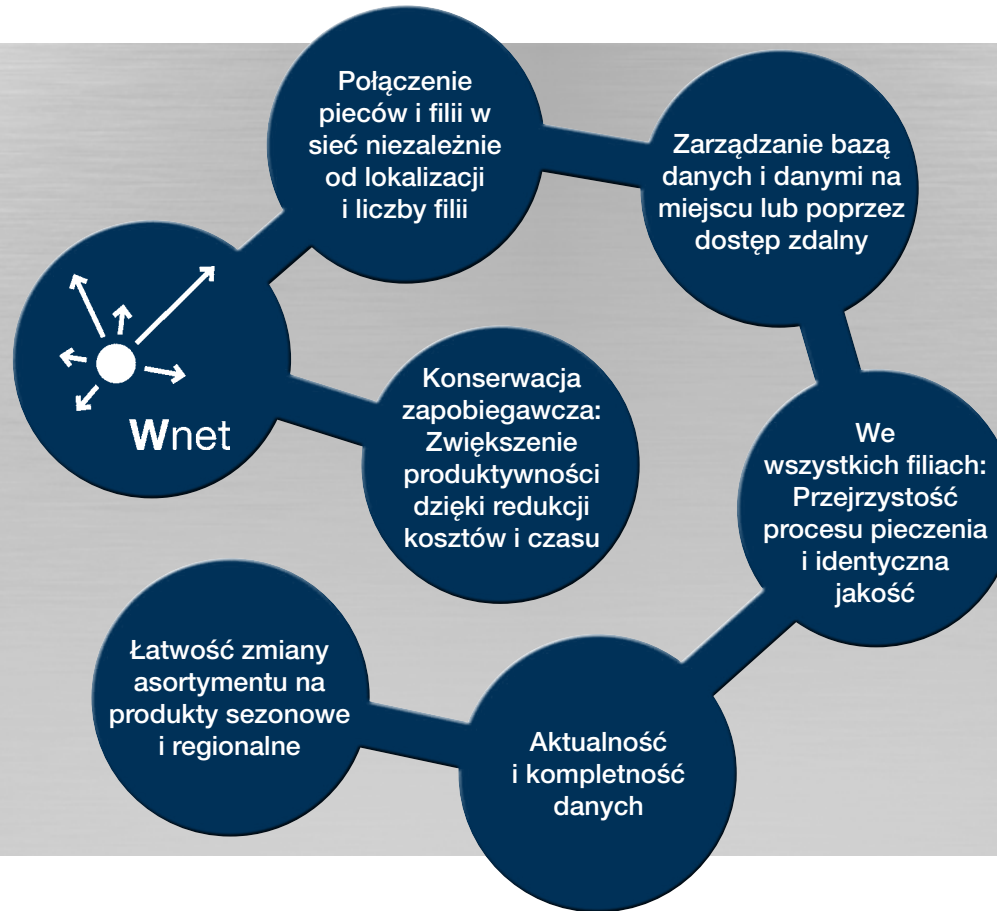 Połączenie
pieców i filii w
sieć niezależnie
od lokalizacji
i liczby filii
Zarządzanie bazą
danych i danymi na
miejscu lub poprzez
dostęp zdalny
Wnet
Konserwacja
zapobiegawcza:
Zwiększenie
produktywności
dzięki redukcji
kosztów i czasu
We
wszystkich filiach:
Przejrzystość
procesu pieczenia
i identyczna
jakość
Łatwość zmiany
asortymentu na
produkty sezonowe
i regionalne
Aktualność
i kompletność
danych